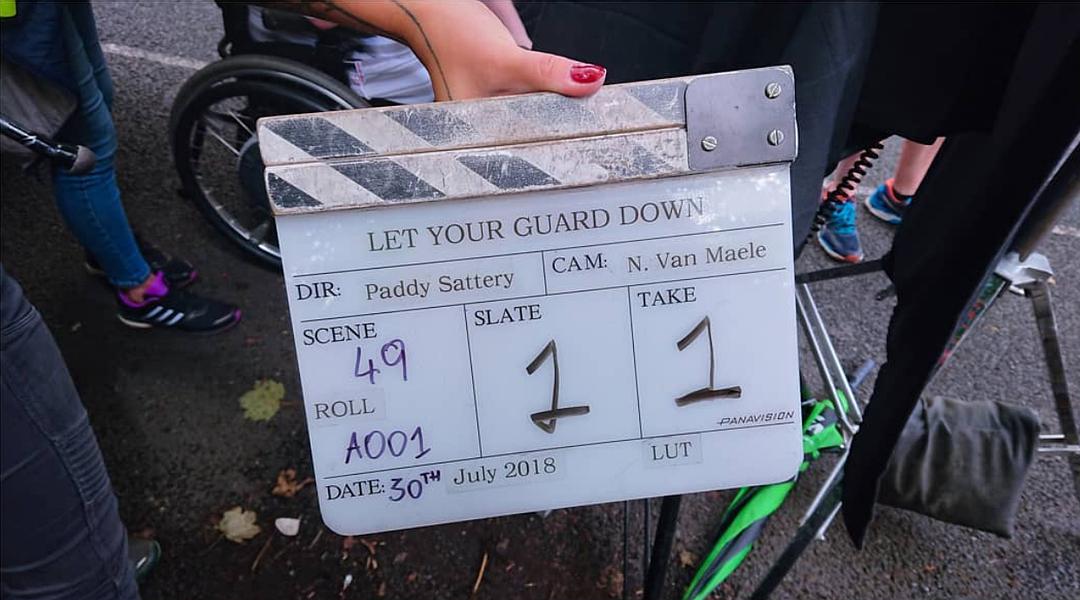 LET YOUR GUARD DOWN
DIR: Paddy Sattery CAM: N. Van Maele
SCENE 49
SLATE 1
TAKE 1
ROLL A001
PANAVISION
DATE: 30TH July 2018 LUT